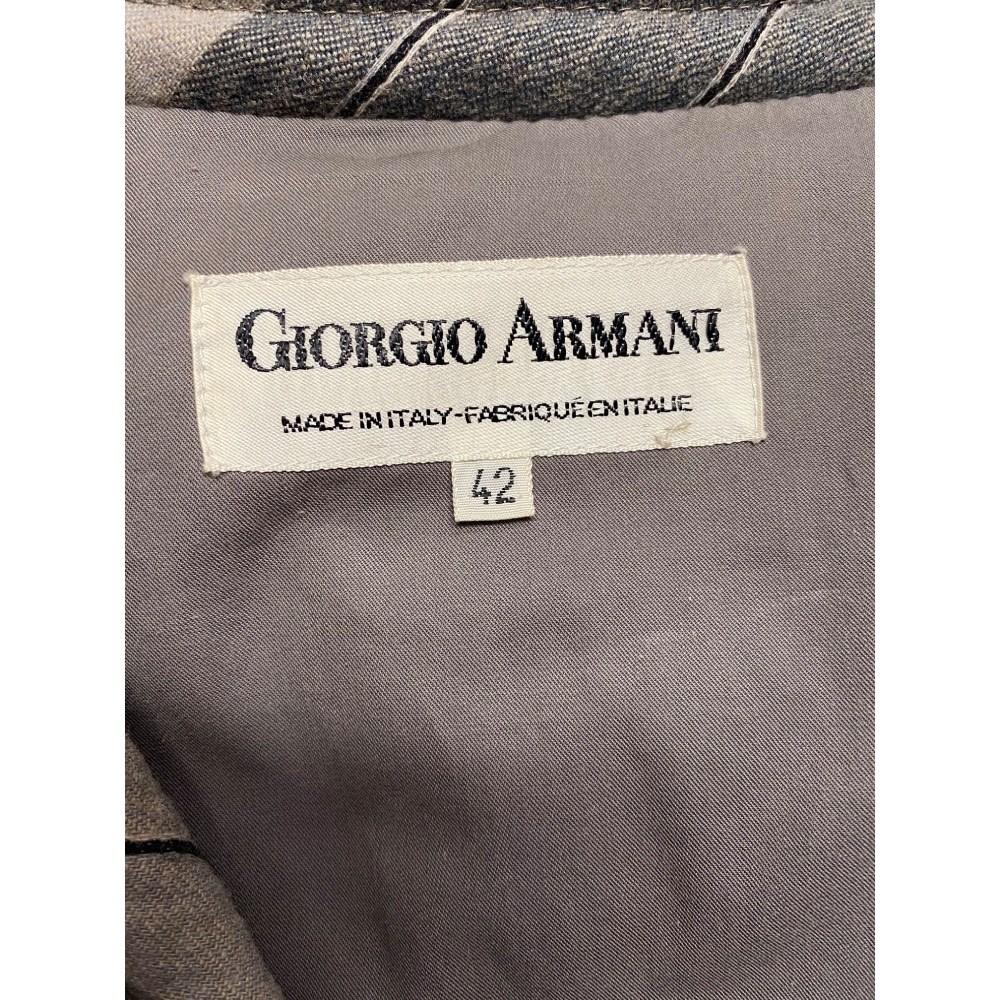 GIORGIO ARMANI
MADE IN ITALY-FABRIQUÉ EN ITALIE
42